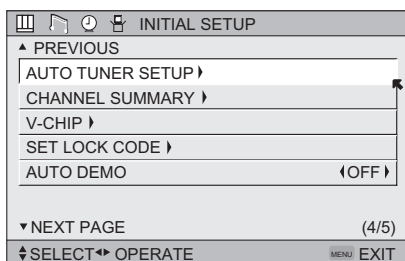 INITIAL SETUP
PREVIOUS
AUTO TUNER SETUP
CHANNEL SUMMARY
V-CHIP
SET LOCK CODE
AUTO DEMO OFF
NEXT PAGE (4/5)
SELECT OPERATE MENU EXIT